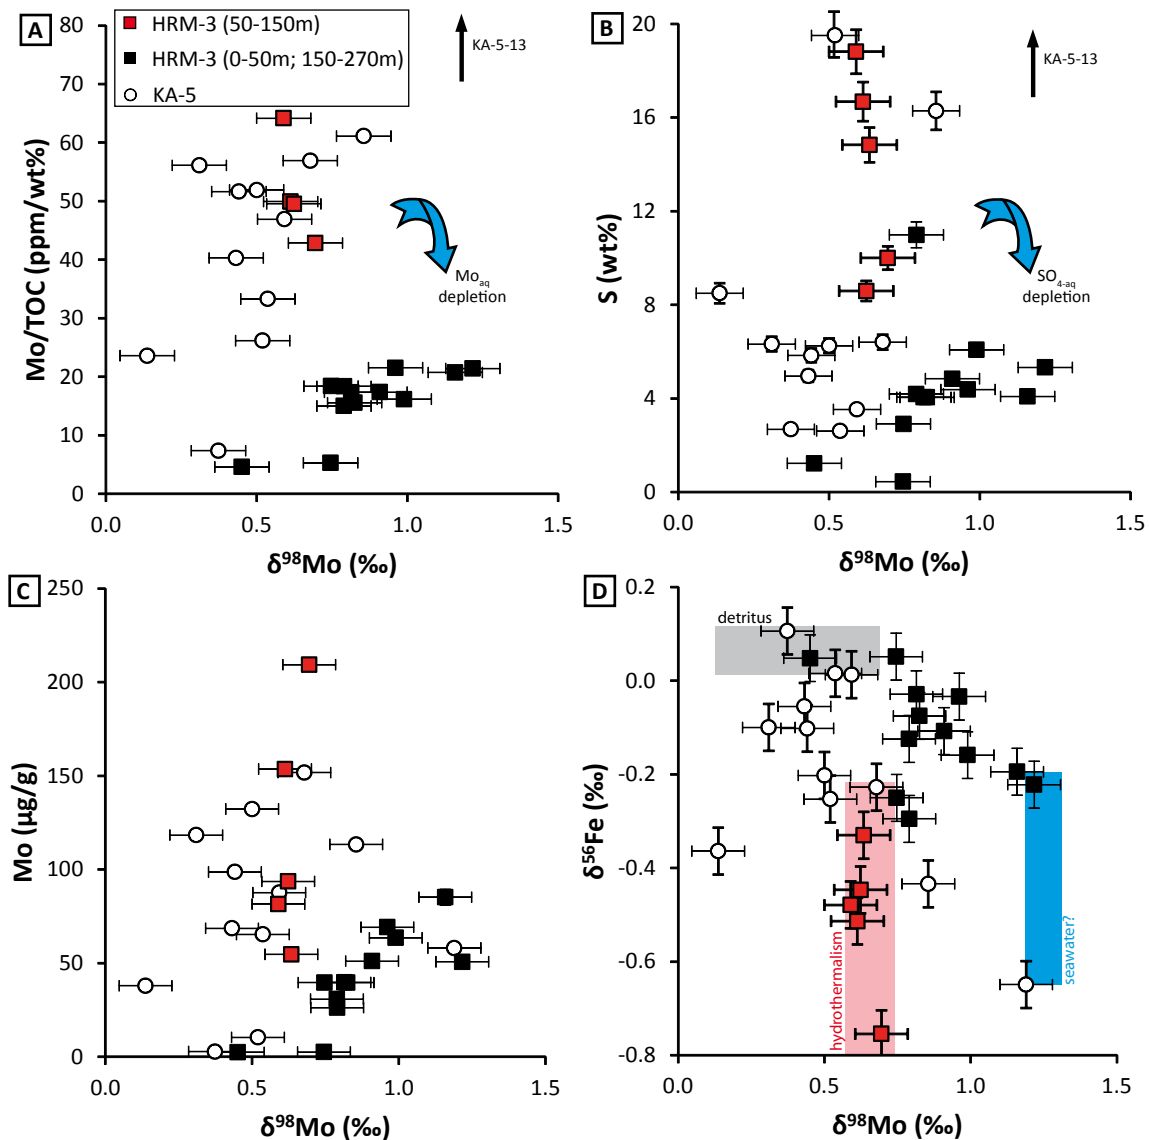 A
80
70
60
50
40
30
20
10
0
Mo/TOC (ppm/wt%)
HRM-3 (50-150m)
HRM-3 (0-50m; 150-270m)
KA-5
KA-5-13
Mo aq
depletion
0.0 0.5 1.0 1.5
δ98Mo (‰)
B
20
16
12
8
4
0
S (wt%)
KA-5-13
SO4-aq
depletion
0.0 0.5 1.0 1.5
δ98Mo (‰)
C
250
200
150
100
50
0
Mo (µg/g)
0.0 0.5 1.0 1.5
δ98Mo (‰)
D
0.2
0.0
-0.2
-0.4
-0.6
-0.8
δ56Fe (‰)
detritus
hydrothermalism
seawater?
0.0 0.5 1.0 1.5
δ98Mo (‰)